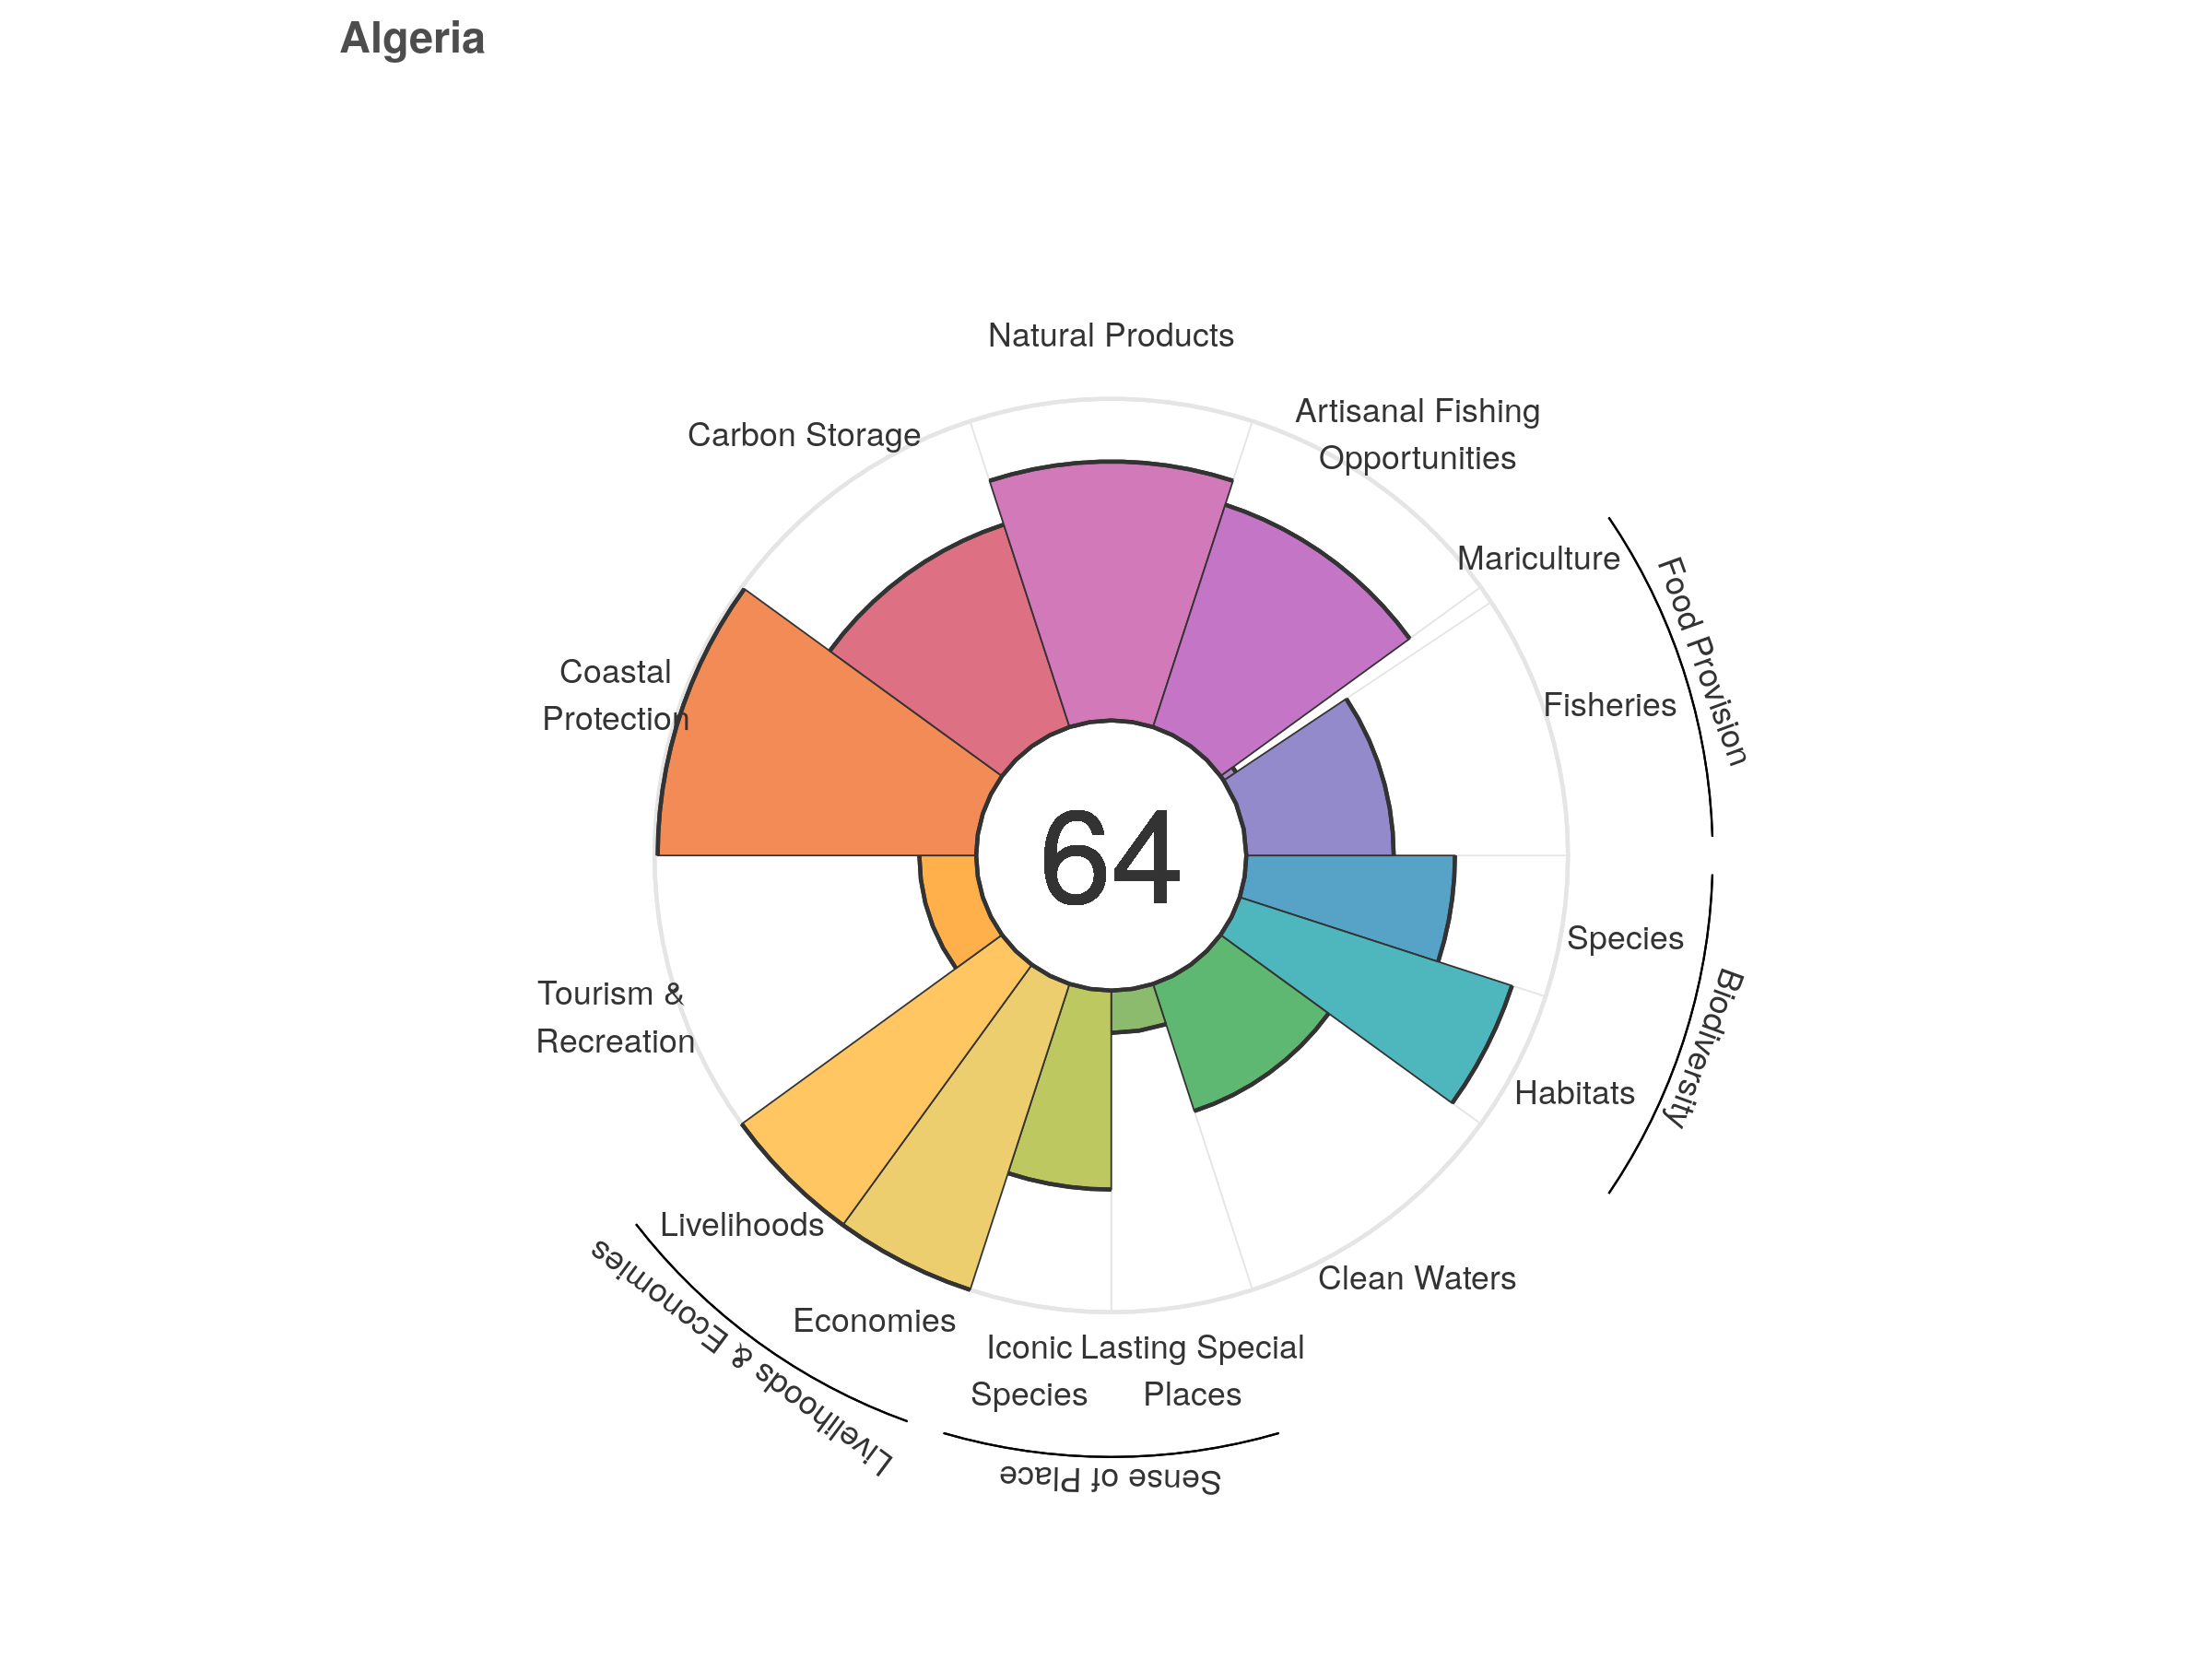 Algeria
Natural Products
Artisanal Fishing
Opportunities
Carbon Storage
Mariculture
Food Provision
Fisheries
Coastal
Protection
64
Species
Biodiversity
Tourism &
Recreation
Habitats
Livelihoods
Clean Waters
Economies
Livelihoods & Economies
Iconic
Species
Lasting Special
Places
Sense of Place